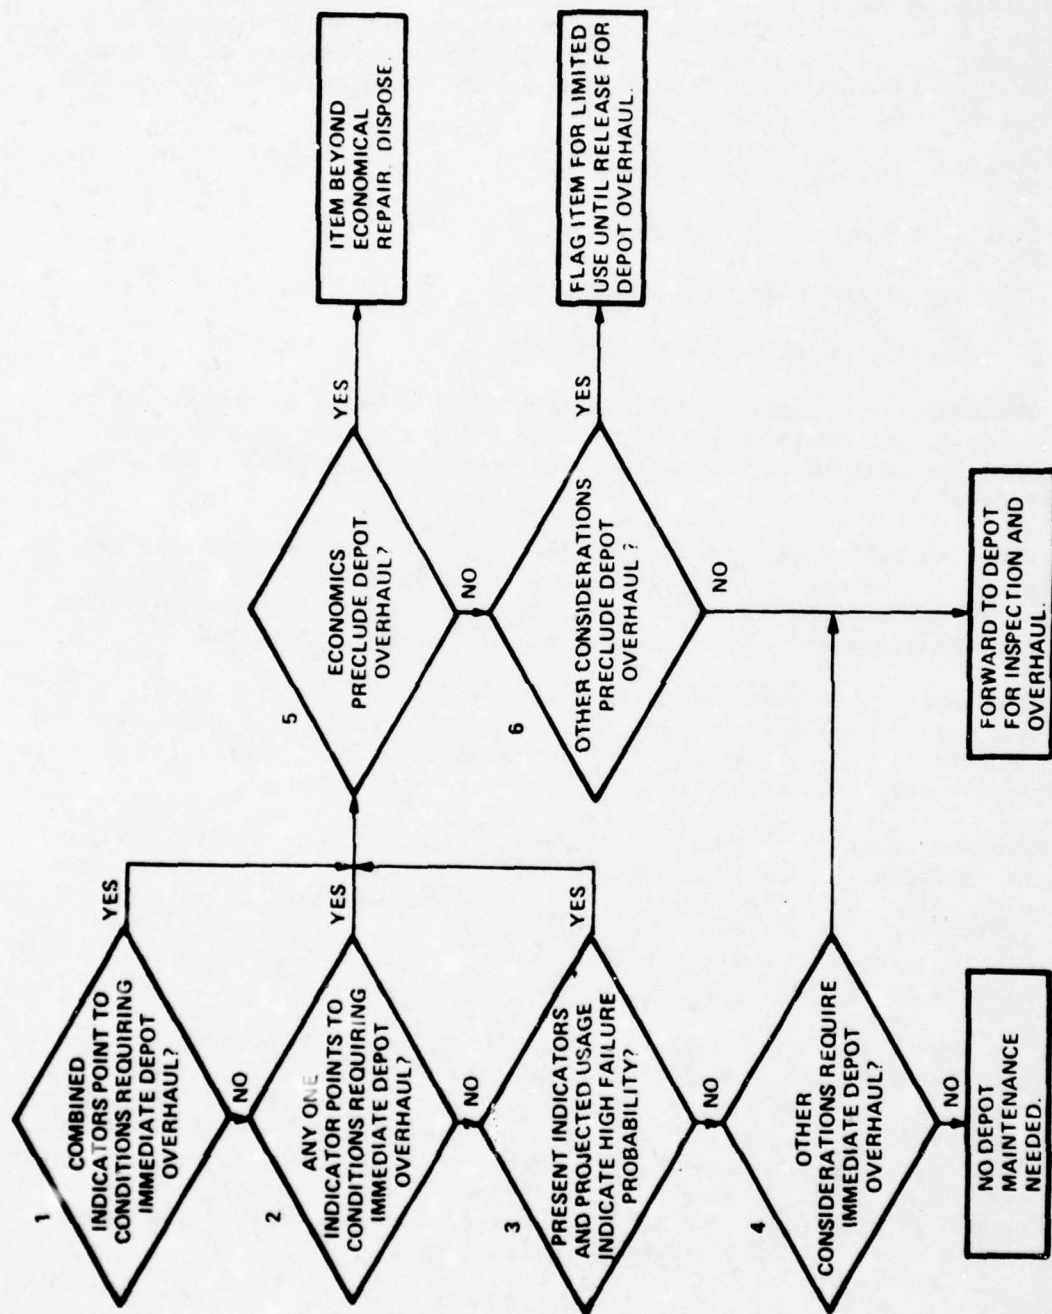 1
COMBINED
INDICATORS POINT TO
CONDITIONS REQUIRING
IMMEDIATE DEPOT
OVERHAUL?
YES
NO
2
ANY ONE
INDICATOR POINTS TO
CONDITIONS REQUIRING
IMMEDIATE DEPOT
OVERHAUL?
YES
NO
3
PRESENT INDICATORS
AND PROJECTED USAGE
INDICATE HIGH FAILURE
PROBABILITY?
YES
NO
4
OTHER
CONSIDERATIONS REQUIRE
IMMEDIATE DEPOT
OVERHAUL?
NO
NO DEPOT
MAINTENANCE
NEEDED.
5
ECONOMICS
PRECLUDE DEPOT
OVERHAUL?
YES
NO
6
OTHER CONSIDERATIONS
PRECLUDE DEPOT
OVERHAUL?
YES
NO
ITEM BEYOND
ECONOMICAL
REPAIR. DISPOSE.
FLAG ITEM FOR LIMITED
USE UNTIL RELEASE FOR
DEPOT OVERHAUL.
FORWARD TO DEPOT
FOR INSPECTION AND
OVERHAUL.